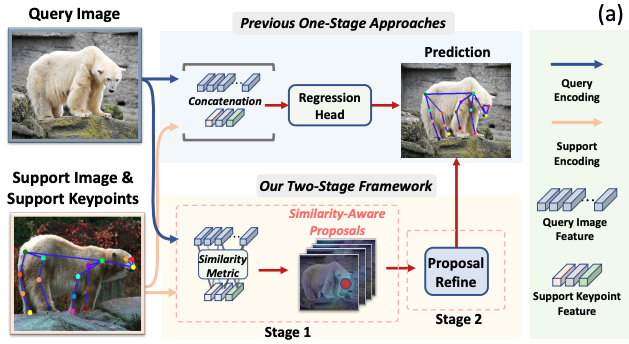 Query Image
Previous One-Stage Approaches
(a)
Concatenation
Regression
Head
Prediction
Support Image &
Support Keypoints
Our Two-Stage Framework
Similarity
Metric
Similarity-Aware
Proposals
Stage 1
Proposal
Refine
Stage 2
Query
Encoding
Support
Encoding
Query Image
Feature
Support Keypoint
Feature